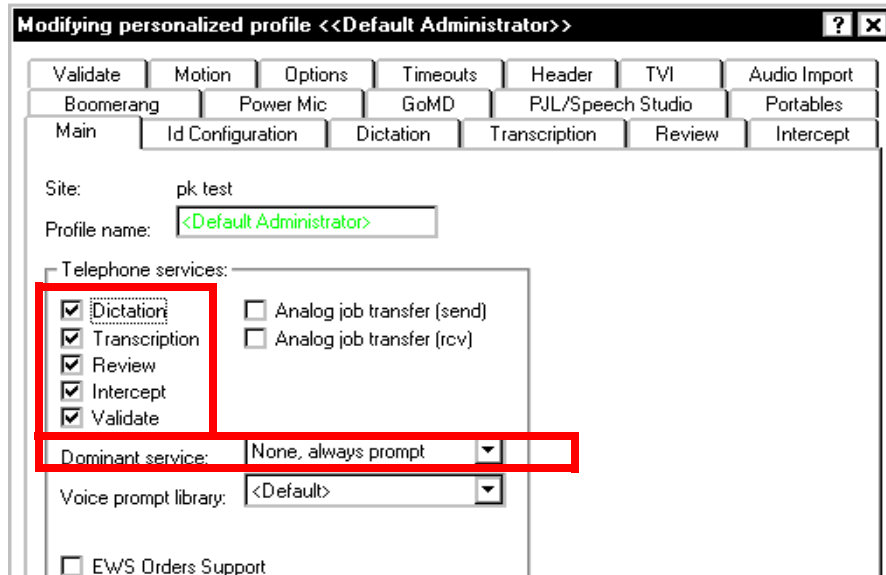 Modifying personalized profile <<Default Administrator>>
Validate Motion Options Timeouts Header TVI Audio Import
Boomerang Power Mic GoMD PJL/Speech Studio Portables
Main Id Configuration Dictation Transcription Review Intercept
Site: pk test
Profile name: <Default Administrator>
Telephone services:
Dictation Analog job transfer (send)
Transcription Analog job transfer (rcv)
Review
Intercept
Validate
Dominant service: None, always prompt
Voice prompt library: <Default>
EWS Orders Support